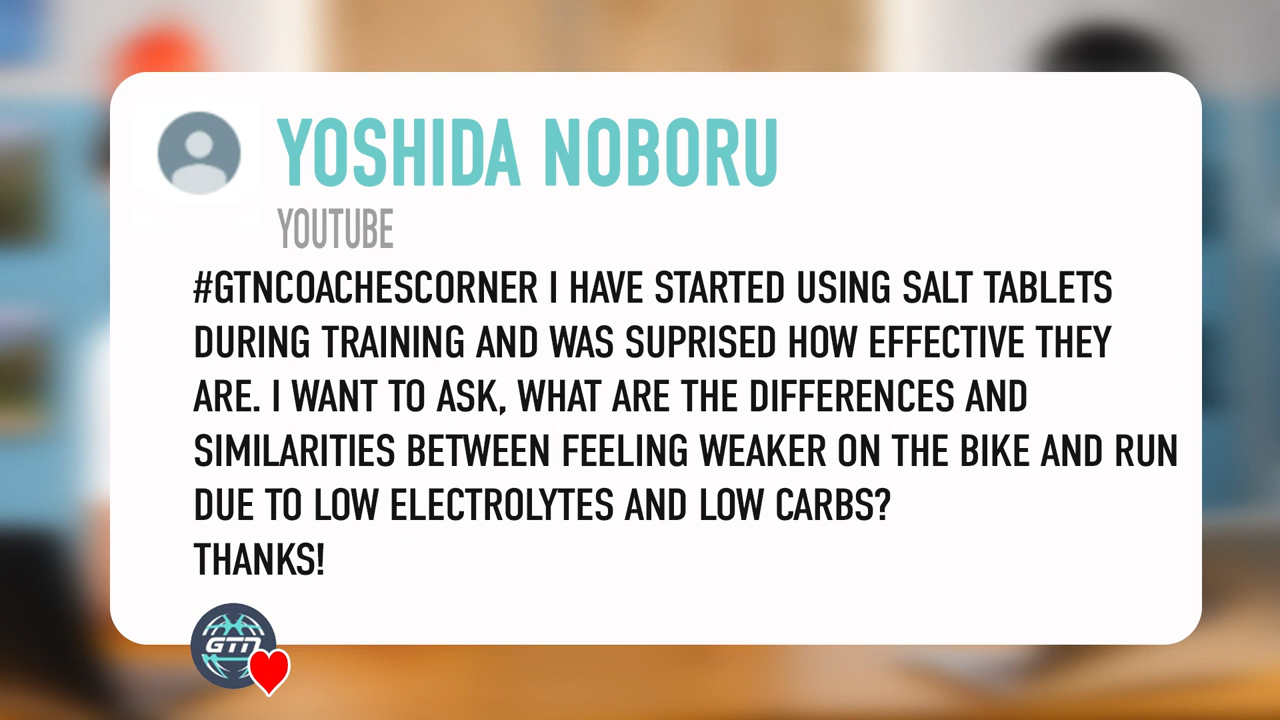 YOSHIDA NOBORU
YOUTUBE
#GTNCOACHESCORNER I HAVE STARTED USING SALT TABLETS
DURING TRAINING AND WAS SUPRISED HOW EFFECTIVE THEY
ARE. I WANT TO ASK, WHAT ARE THE DIFFERENCES AND
SIMILARITIES BETWEEN FEELING WEAKER ON THE BIKE AND RUN
DUE TO LOW ELECTROLYTES AND LOW CARBS?
THANKS!
GTN